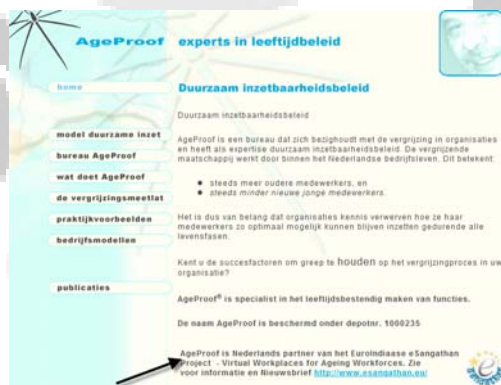 AgeProof experts in leeftijdbeleid
home
Duurzaam inzetbaarheidsbeleid
Duurzaam inzetbaarheidsbeleid
model duurzame inzet
bureau AgeProof
wat doet AgeProof
de vergrijzingsmeetlat
praktijkvoorbeelden
bedrijfsmodellen
publicaties
AgeProof is een bureau dat zich bezighoudt met de vergrijzing in organisaties
en heeft als expertise duurzaam inzetbaarheidsbeleid. De vergrijzende
maatschappij werkt door binnen het Nederlandse bedrijfsleven. Dit betekent
steeds meer oudere medewerkers, en
steeds minder nieuwe jonge medewerkers.
Het is dus van belang dat organisaties kennis verwerven hoe ze haar
medewerkers zo optimaal mogelijk kunnen blijven inzetten gedurende alle
levensfasen.
Kent u de succesfactoren om greep te houden op het vergrijzingproces in uw
organisatie?
AgeProof® is specialist in het leeftijdsbestendig maken van functies.
De naam AgeProof is beschermd onder depotnr. 1000235
AgeProof is Nederlands partner van het EuroIndiaase eSangathan
Project - Virtual Workplaces for Ageing Workforces. Zie
voor informatie en Nieuwsbrief http://www.esangathan.eu/